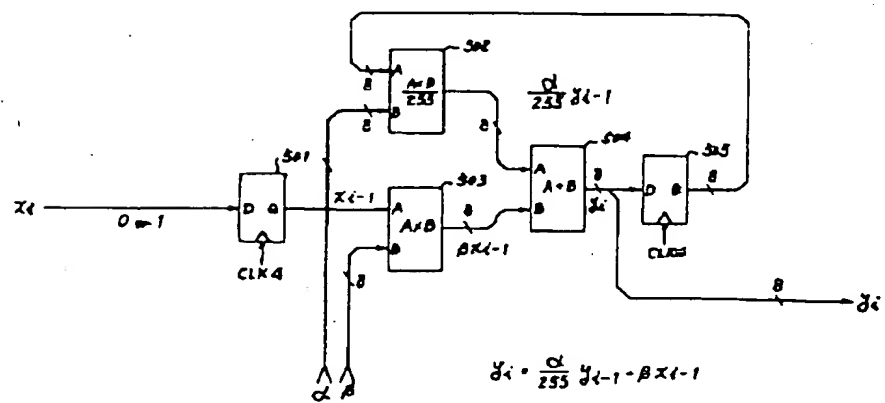 502
A
A×B
255
B
8
8
α/255 yi-1
8
501
xi
0 or 1
D Q
CLK4
xi-1
503
A
A×B
B
8
βxi-1
8
504
A
A+B
B
8
yi
505
D Q
8
8
yi
α β
yi = α/255 yi-1 + βxi-1